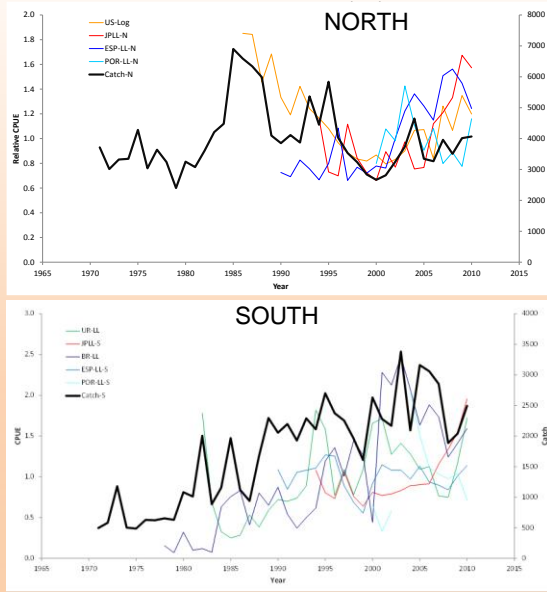 NORTH
US-Log
JPLL-N
ESP-LL-N
POR-LL-N
Catch-N
Relative CPUE
2.0
1.8
1.6
1.4
1.2
1.0
0.8
0.6
0.4
0.2
0.0
8000
7000
6000
5000
4000
3000
2000
1000
0
1965 1970 1975 1980 1985 1990 1995 2000 2005 2010 2015
Year
SOUTH
UR-LL
JPLL-S
BR-LL
ESP-LL-S
POR-LL-S
Catch-S
CPUE
3.0
2.5
2.0
1.5
1.0
0.5
0.0
4000
3500
3000
2500
2000
1500
1000
500
0
Catch
1965 1970 1975 1980 1985 1990 1995 2000 2005 2010 2015
Year